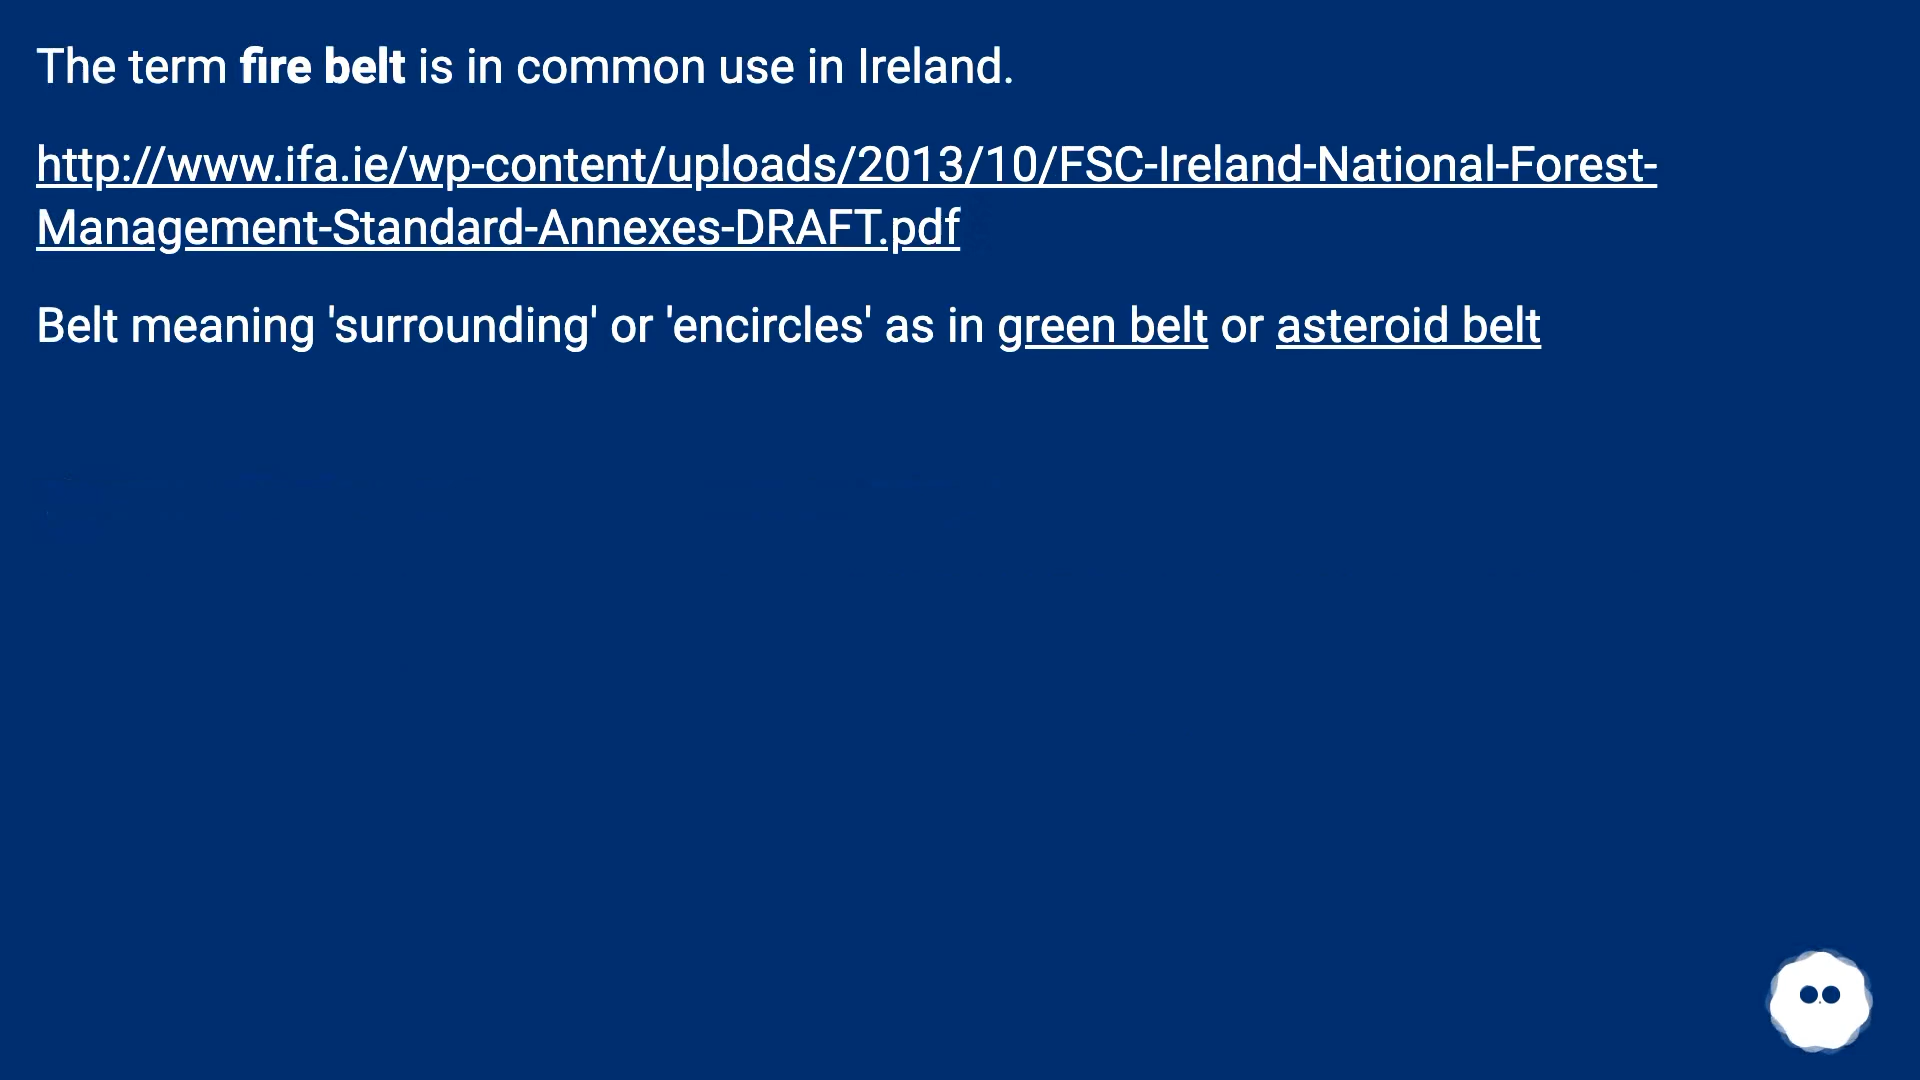 The term fire belt is in common use in Ireland.
http://www.ifa.ie/wp-content/uploads/2013/10/FSC-Ireland-National-Forest-
Management-Standard-Annexes-DRAFT.pdf
Belt meaning 'surrounding' or 'encircles' as in green belt or asteroid belt